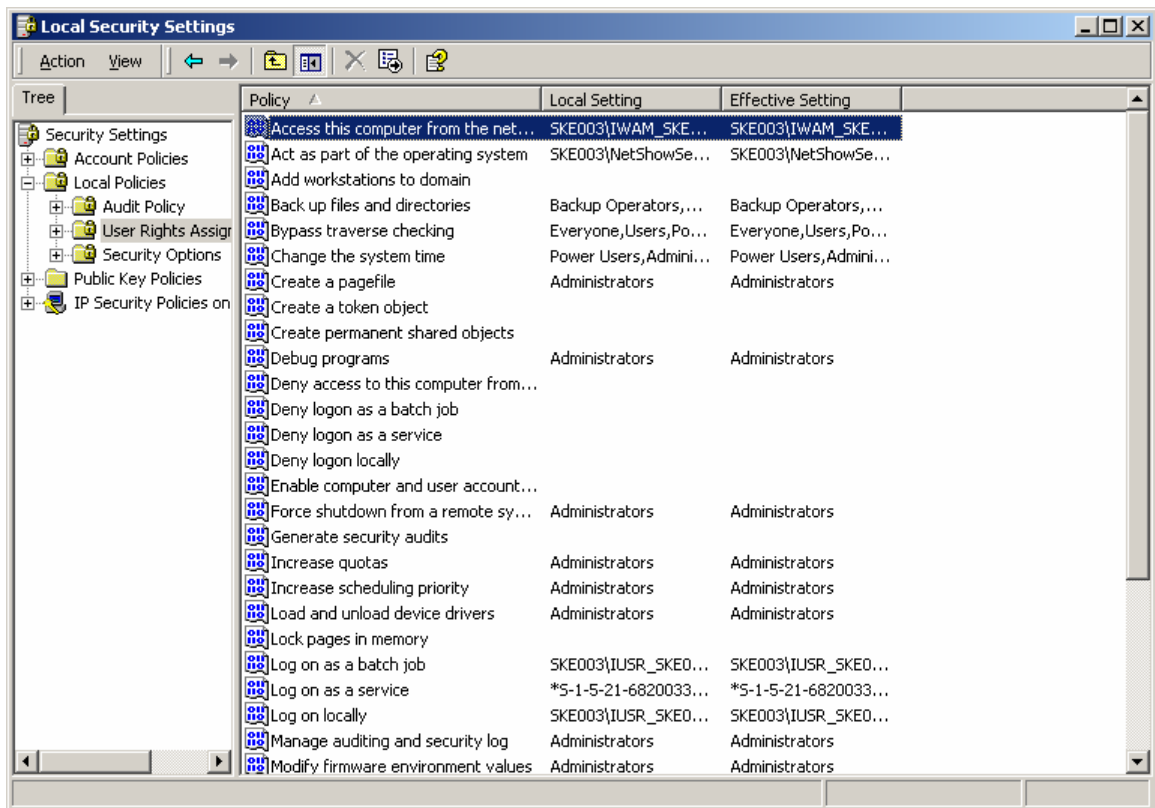 Local Security Settings
Action View
Tree
Policy Local Setting Effective Setting
Security Settings
Account Policies
Local Policies
Audit Policy
User Rights Assign
Security Options
Public Key Policies
IP Security Policies on
Access this computer from the net... SKE003\IWAM_SKE... SKE003\IWAM_SKE...
Act as part of the operating system SKE003\NetShowSe... SKE003\NetShowSe...
Add workstations to domain
Back up files and directories Backup Operators,... Backup Operators,...
Bypass traverse checking Everyone,Users,Po... Everyone,Users,Po...
Change the system time Power Users,Admini... Power Users,Admini...
Create a pagefile Administrators Administrators
Create a token object
Create permanent shared objects
Debug programs Administrators Administrators
Deny access to this computer from...
Deny logon as a batch job
Deny logon as a service
Deny logon locally
Enable computer and user account...
Force shutdown from a remote sy... Administrators Administrators
Generate security audits
Increase quotas Administrators Administrators
Increase scheduling priority Administrators Administrators
Load and unload device drivers Administrators Administrators
Lock pages in memory
Log on as a batch job SKE003\IUSR_SKE0... SKE003\IUSR_SKE0...
Log on as a service *S-1-5-21-6820033... *S-1-5-21-6820033...
Log on locally SKE003\IUSR_SKE0... SKE003\IUSR_SKE0...
Manage auditing and security log Administrators Administrators
Modify firmware environment values Administrators Administrators